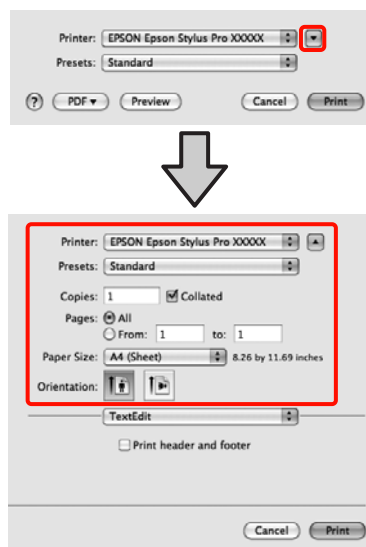 Printer: EPSON Epson Stylus Pro XXXXX
Presets: Standard
? PDF▼ Preview Cancel Print
Printer: EPSON Epson Stylus Pro XXXXX
Presets: Standard
Copies: 1 Collated
Pages: All
From: 1 to: 1
Paper Size: A4 (Sheet) 8.26 by 11.69 inches
Orientation:
TextEdit
Print header and footer
Cancel Print